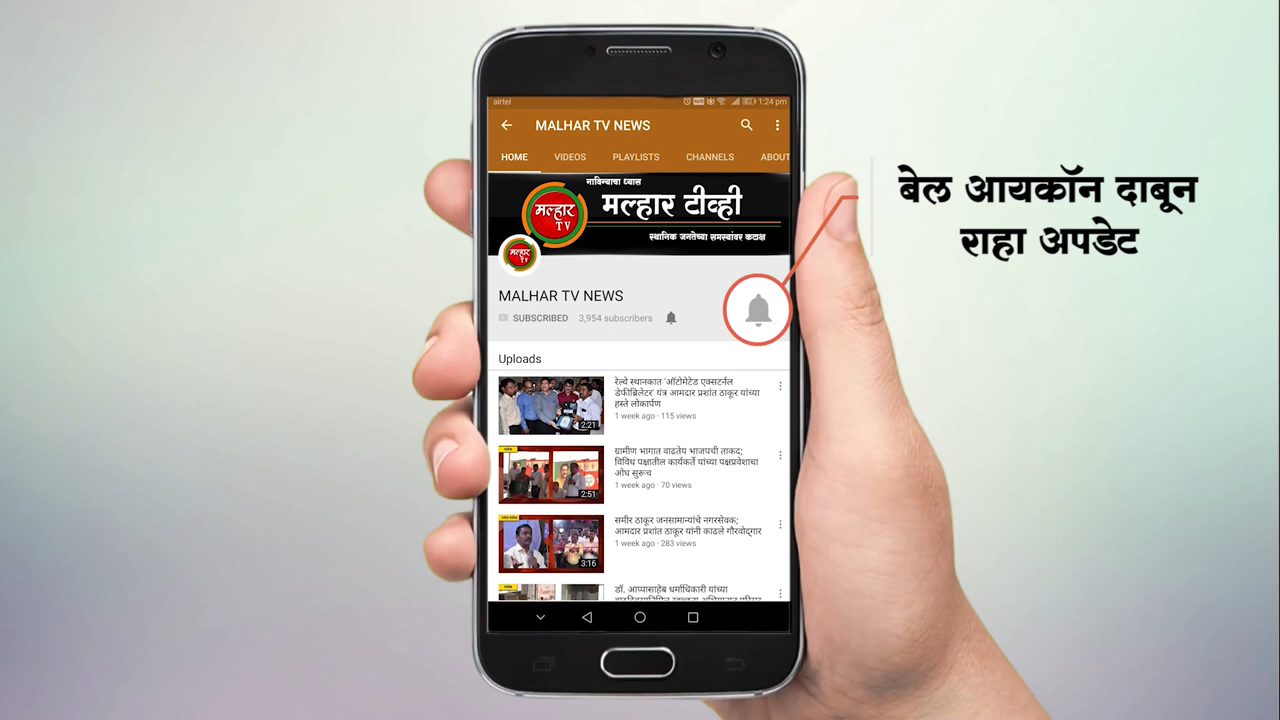 airtel 1:24 pm
MALHAR TV NEWS
HOME VIDEOS PLAYLISTS CHANNELS ABOUT
नाविन्याचा ध्यास
मल्हार टीव्ही
मल्हार
TV
स्थानिक जनतेच्या समस्यांवर कटाक्ष
मल्हार
TV
MALHAR TV NEWS
SUBSCRIBED 3,954 subscribers
Uploads
रेल्वे स्थानकात 'ऑटोमेटेड एक्सटर्नल
डेफीब्रिलेटर' यंत्र आमदार प्रशांत ठाकूर यांच्या
हस्ते लोकार्पण
1 week ago · 115 views
2:21
ग्रामीण भागात वाढतेय भाजपची ताकद;
विविध पक्षातील कार्यकर्ते यांच्या पक्षप्रवेशाचा
ओघ सुरूच
1 week ago · 70 views
2:51
समीर ठाकूर जनसामान्यांचे नगरसेवक;
आमदार प्रशांत ठाकूर यांनी काढले गौरवोद्गार
1 week ago · 283 views
3:16
डॉ. आप्पासाहेब धर्माधिकारी यांच्या
बेल आयकॉन दाबून
राहा अपडेट